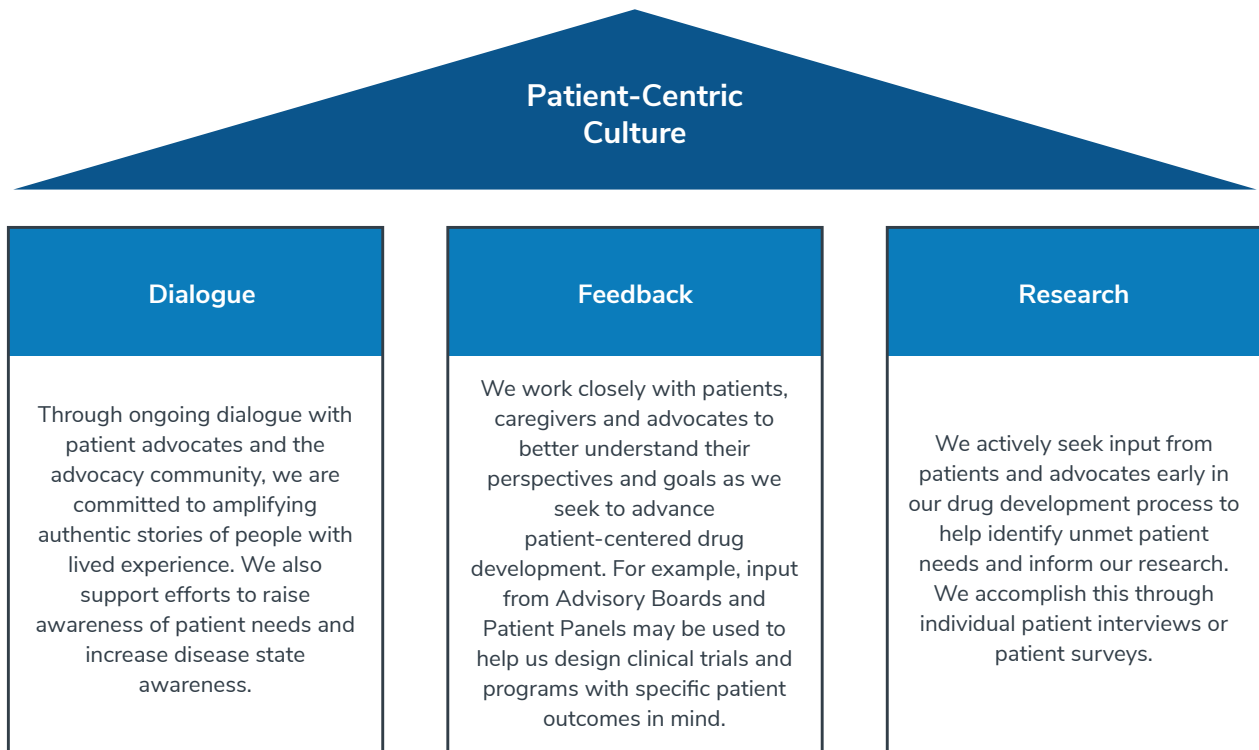 Patient-Centric
Culture
Dialogue
Through ongoing dialogue with
patient advocates and the
advocacy community, we are
committed to amplifying
authentic stories of people with
lived experience. We also
support efforts to raise
awareness of patient needs and
increase disease state
awareness.
Feedback
We work closely with patients,
caregivers and advocates to
better understand their
perspectives and goals as we
seek to advance
patient-centered drug
development. For example, input
from Advisory Boards and
Patient Panels may be used to
help us design clinical trials and
programs with specific patient
outcomes in mind.
Research
We actively seek input from
patients and advocates early in
our drug development process to
help identify unmet patient
needs and inform our research.
We accomplish this through
individual patient interviews or
patient surveys.